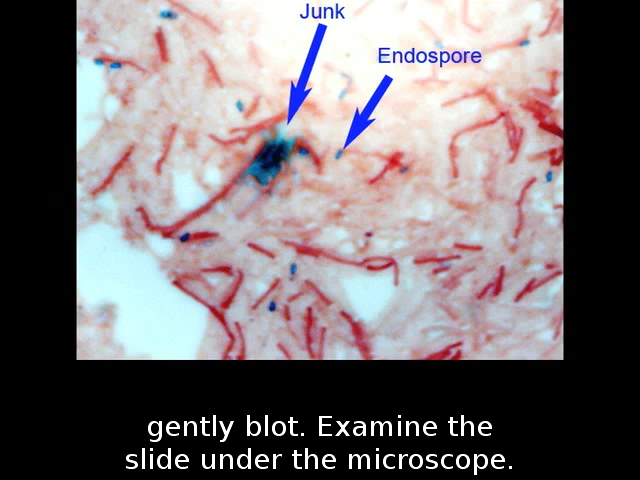 Junk
Endospore
gently blot. Examine the
slide under the microscope.